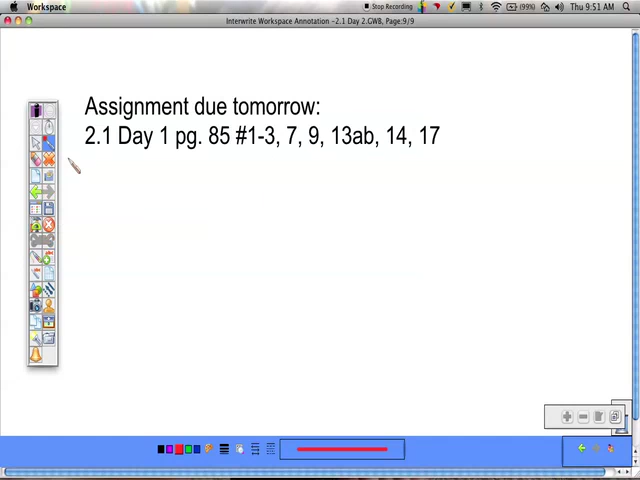 Workspace
Stop Recording
(99%)
Thu 9:51 AM
Interwrite Workspace Annotation -2.1 Day 2.GWB, Page:9/9
Assignment due tomorrow:
2.1 Day 1 pg. 85 #1-3, 7, 9, 13ab, 14, 17